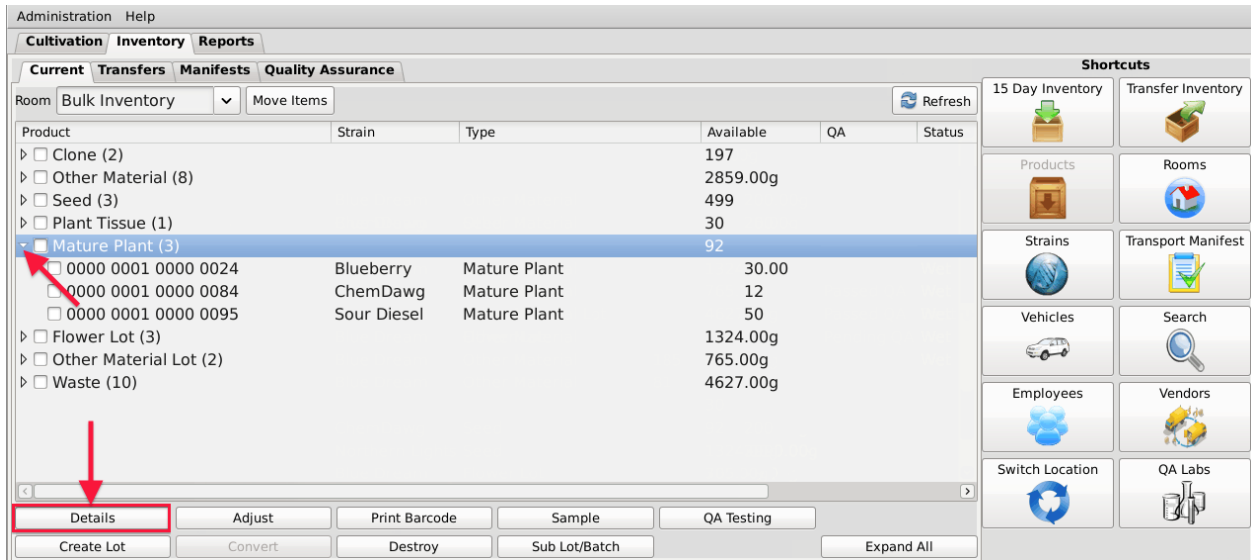 Administration Help
Cultivation Inventory Reports
Current Transfers Manifests Quality Assurance
Room Bulk Inventory Move Items Refresh
Product Strain Type Available QA Status
Clone (2) 197
Other Material (8) 2859.00g
Seed (3) 499
Plant Tissue (1) 30
Mature Plant (3) 92
0000 0001 0000 0024 Blueberry Mature Plant 30.00
0000 0001 0000 0084 ChemDawg Mature Plant 12
0000 0001 0000 0095 Sour Diesel Mature Plant 50
Flower Lot (3) 1324.00g
Other Material Lot (2) 765.00g
Waste (10) 4627.00g
Details Adjust Print Barcode Sample QA Testing
Create Lot Convert Destroy Sub Lot/Batch Expand All
Shortcuts
15 Day Inventory Transfer Inventory
Products Rooms
Strains Transport Manifest
Vehicles Search
Employees Vendors
Switch Location QA Labs